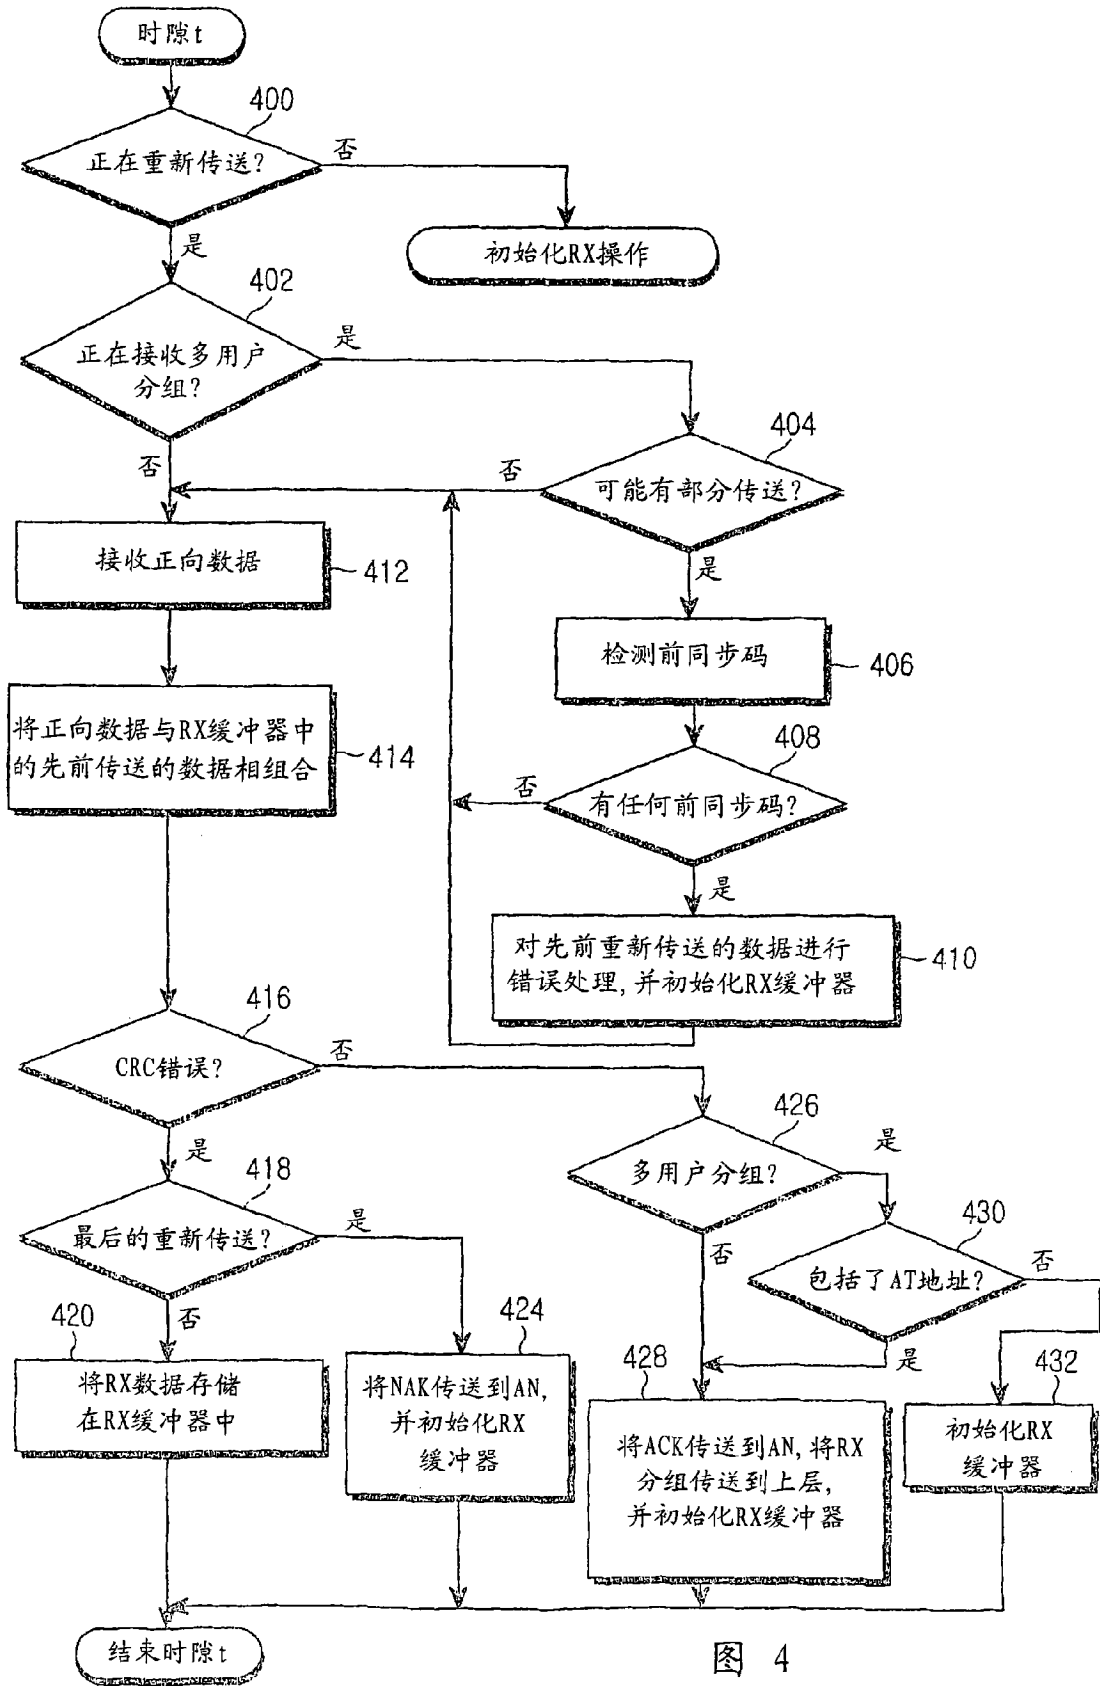 时隙t
400
正在重新传送?
否
是
初始化RX操作
402
正在接收多用户
分组?
是
否
404
可能有部分传送?
否
是
接收正向数据
412
检测前同步码
406
将正向数据与RX缓冲器中
的先前传送的数据相组合
414
408
有任何前同步码?
否
是
对先前重新传送的数据进行
错误处理,并初始化RX缓冲器
410
416
CRC错误?
否
是
426
多用户分组?
是
否
418
最后的重新传送?
是
否
430
包括了AT地址?
否
是
420
将RX数据存储
在RX缓冲器中
424
将NAK传送到AN,
并初始化RX
缓冲器
428
将ACK传送到AN,将RX
分组传送到上层,
并初始化RX缓冲器
432
初始化RX
缓冲器
结束时隙t
图 4